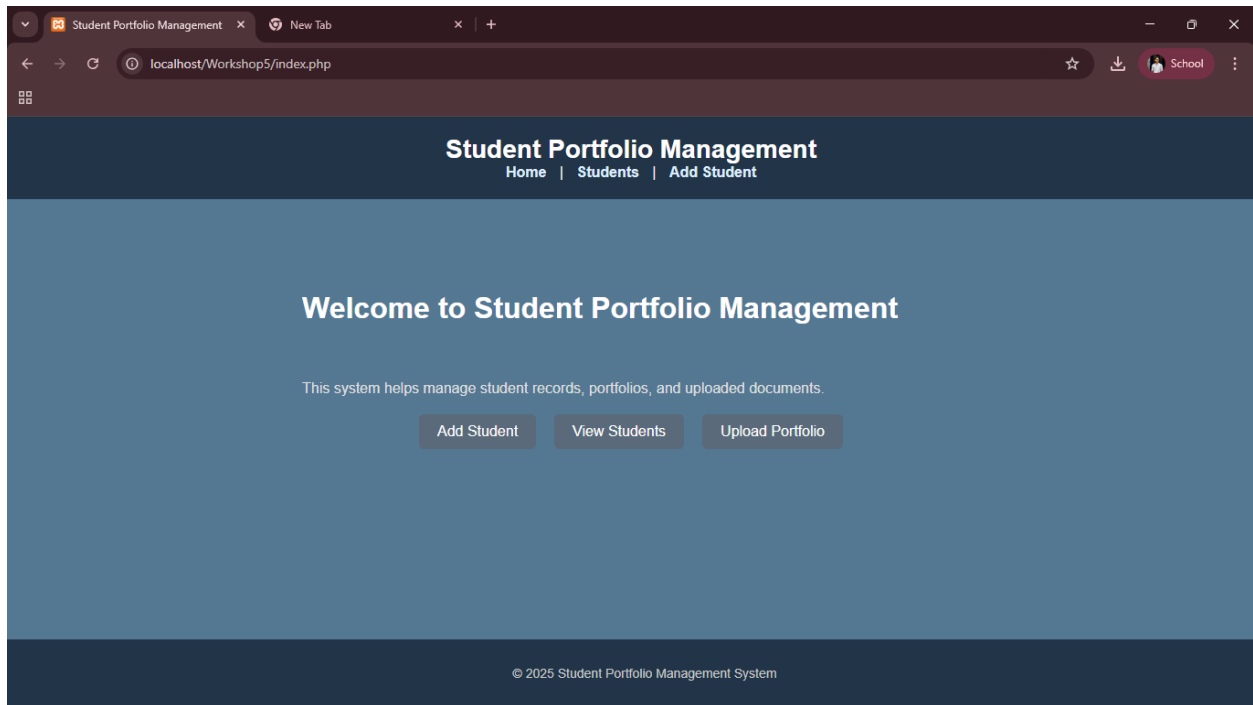 Student Portfolio Management
New Tab
localhost/Workshop5/index.php
School
Student Portfolio Management
Home | Students | Add Student
Welcome to Student Portfolio Management
This system helps manage student records, portfolios, and uploaded documents.
Add Student View Students Upload Portfolio
© 2025 Student Portfolio Management System